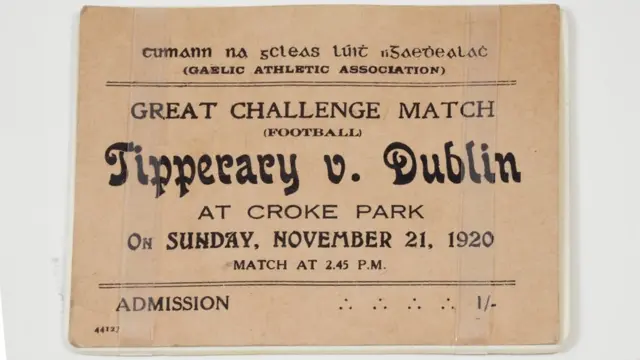 cumann na gcleas lúit ngaeḋealaċ
(GAELIC ATHLETIC ASSOCIATION)
GREAT CHALLENGE MATCH
(FOOTBALL)
Tipperary v. Dublin
AT CROKE PARK
ON SUNDAY, NOVEMBER 21, 1920
MATCH AT 2.45 P.M.
ADMISSION ∴ ∴ ∴ ∴ 1/-